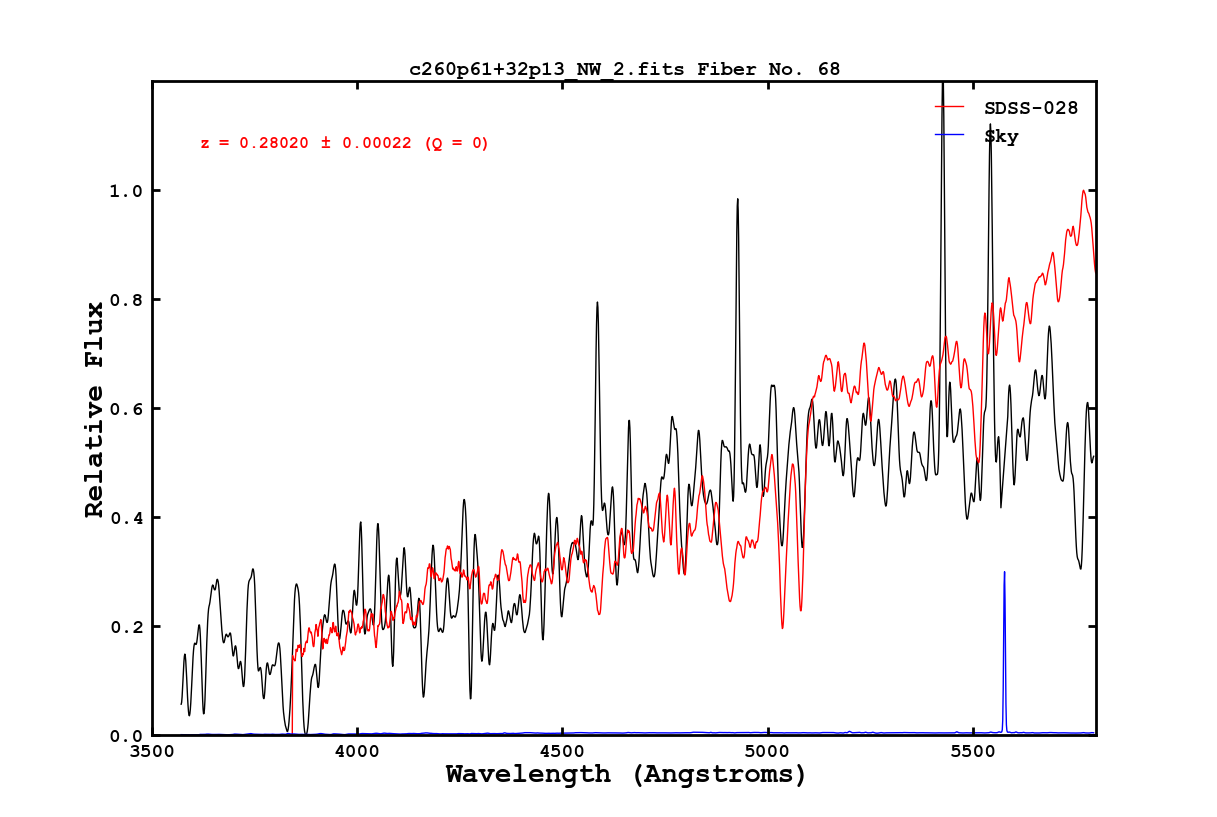 c260p61+32p13_NW_2.fits Fiber No. 68
SDSS-028
Sky
z = 0.28020 ± 0.00022 (Q = 0)
Relative Flux
1.0
0.8
0.6
0.4
0.2
0.0
3500 4000 4500 5000 5500
Wavelength (Angstroms)